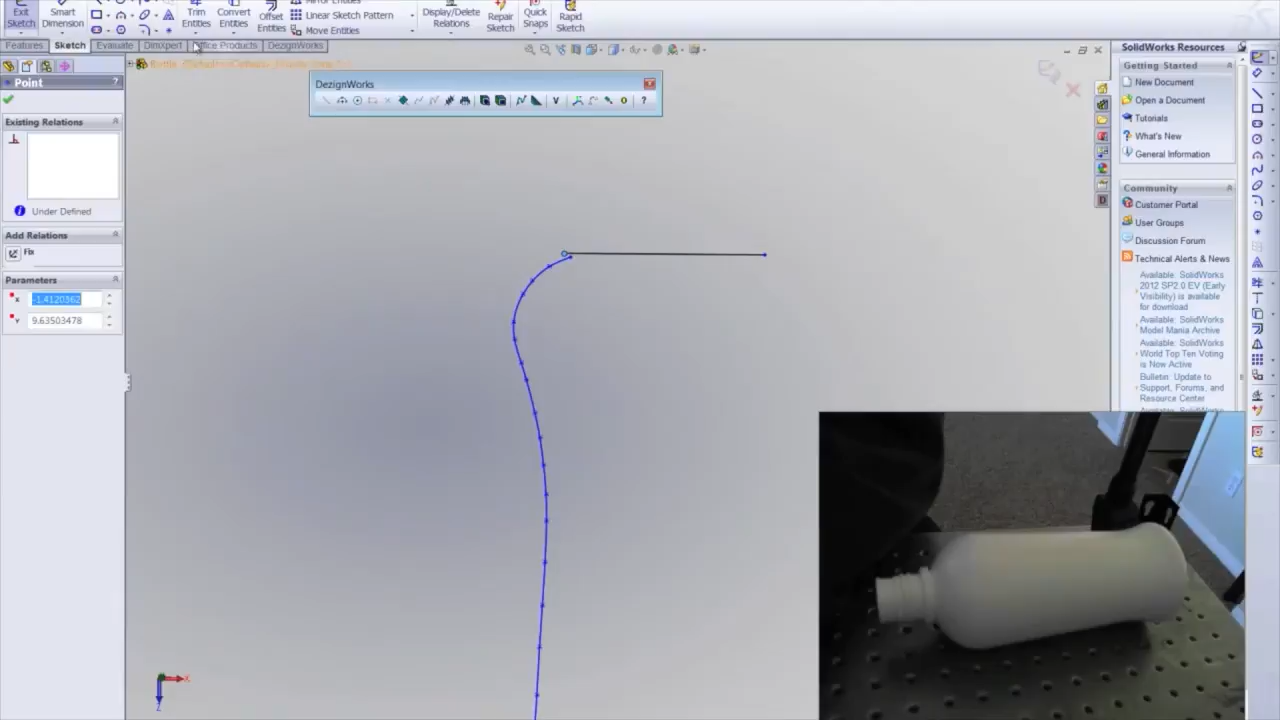 Exit
Sketch
Smart
Dimension
Trim
Entities
Convert
Entities
Offset
Entities
Mirror Entities
Linear Sketch Pattern
Move Entities
Display/Delete
Relations
Repair
Sketch
Quick
Snaps
Rapid
Sketch
Features
Sketch
Evaluate
DimXpert
Office Products
DezignWorks
Point
?
Existing Relations
Under Defined
Add Relations
Fix
Parameters
x -1.4120362
y 9.63503478
DezignWorks
V
?
X
Z
SolidWorks Resources
Getting Started
New Document
Open a Document
Tutorials
What's New
General Information
Community
Customer Portal
User Groups
Discussion Forum
Technical Alerts & News
Available: SolidWorks
2012 SP2.0 EV (Early
Visibility) is available
for download
Available: SolidWorks
Model Mania Archive
Available: SolidWorks
World Top Ten Voting
is Now Active
Bulletin: Update to
Support, Forums, and
Resource Center